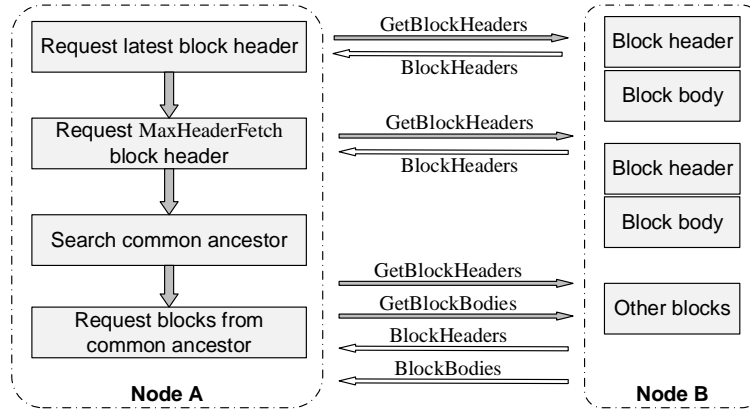 Request latest block header
GetBlockHeaders
BlockHeaders
Block header
Block body
Request MaxHeaderFetch
block header
GetBlockHeaders
BlockHeaders
Block header
Block body
Search common ancestor
Request blocks from
common ancestor
GetBlockHeaders
GetBlockBodies
BlockHeaders
BlockBodies
Other blocks
Node A
Node B